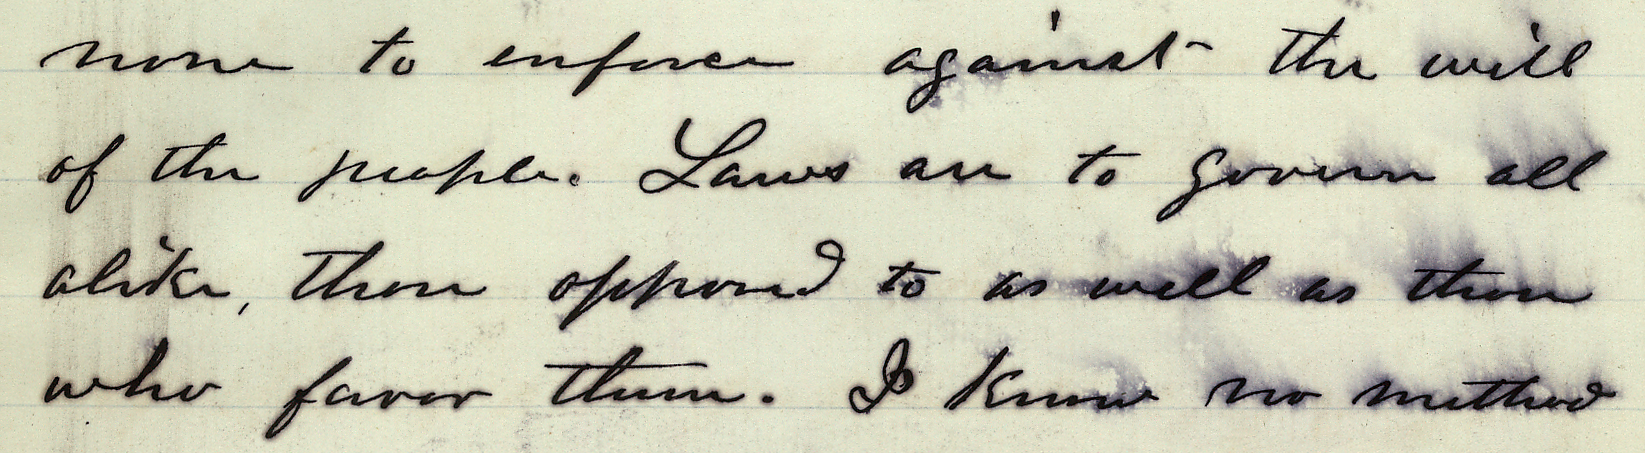 none to enforce against the will
of the people. Laws are to govern all
alike, those opposed to as well as those
who favor them. I know no method